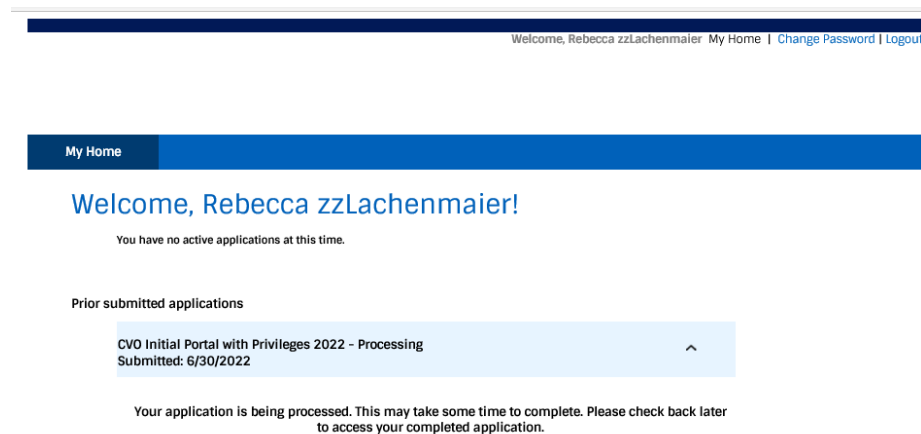 Welcome, Rebecca zzLachenmaier My Home | Change Password | Logout
My Home
Welcome, Rebecca zzLachenmaier!
You have no active applications at this time.
Prior submitted applications
CVO Initial Portal with Privileges 2022 - Processing
Submitted: 6/30/2022
Your application is being processed. This may take some time to complete. Please check back later
to access your completed application.